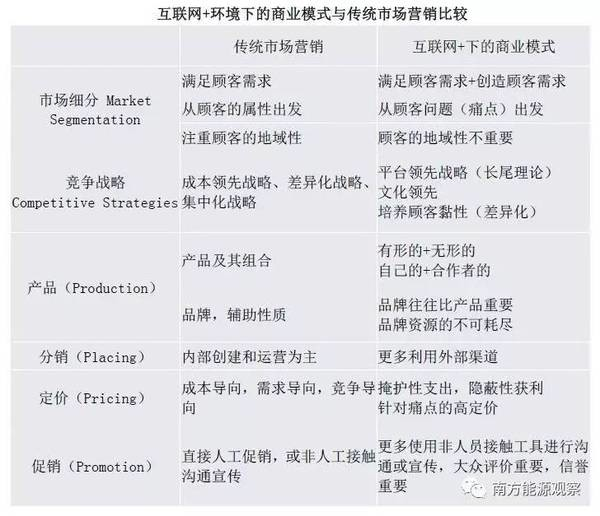 互联网+环境下的商业模式与传统市场营销比较
传统市场营销
互联网+下的商业模式
市场细分 Market
Segmentation
满足顾客需求
满足顾客需求+创造顾客需求
从顾客的属性出发
从顾客问题（痛点）出发
注重顾客的地域性
顾客的地域性不重要
竞争战略
Competitive Strategies
成本领先战略、差异化战略、
集中化战略
平台领先战略（长尾理论）
文化领先
培养顾客黏性（差异化）
产品（Production）
产品及其组合
有形的+无形的
自己的+合作者的
品牌，辅助性质
品牌往往比产品重要
品牌资源的不可耗尽
分销（Placing）
内部创建和运营为主
更多利用外部渠道
定价（Pricing）
成本导向，需求导向，竞争导
向
掩护性支出，隐蔽性获利
针对痛点的高定价
促销（Promotion）
直接人工促销，或非人工接触
沟通宣传
更多使用非人员接触工具进行沟
通或宣传，大众评价重要，信誉
重要
南方能源观察